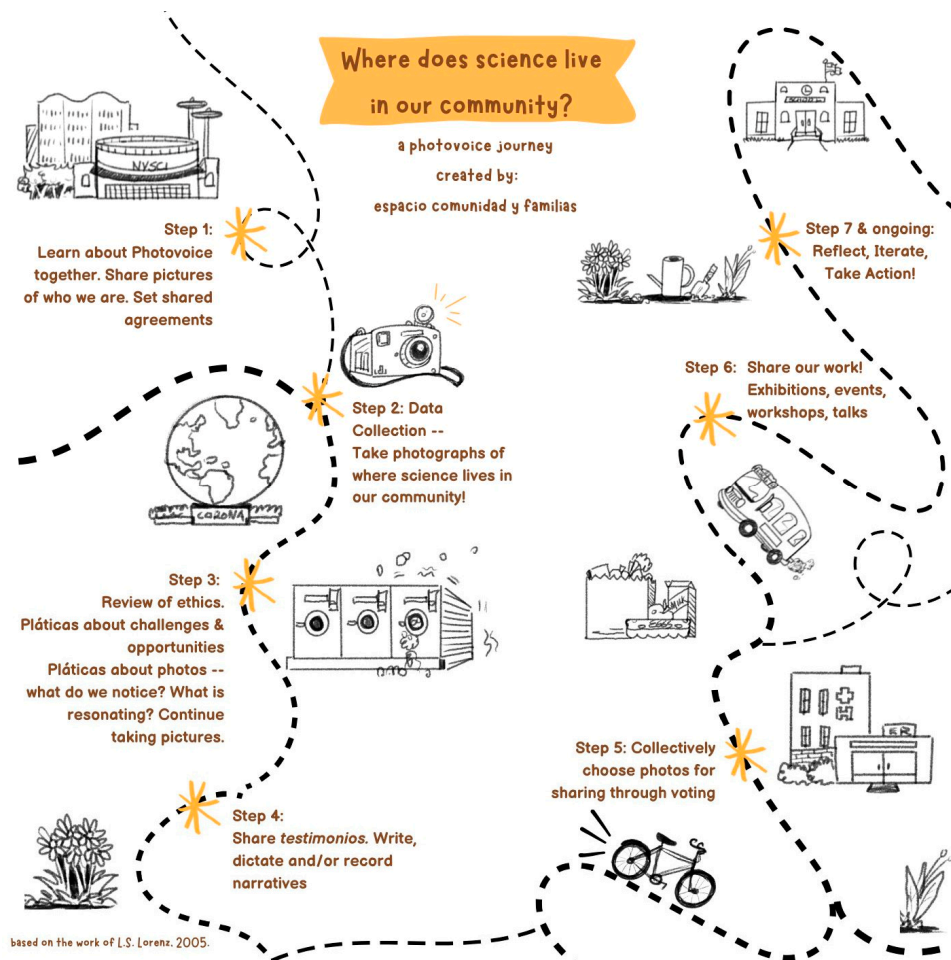 Where does science live
in our community?
a photovoice journey
created by:
espacio comunidad y familias
NYSCI
Step 1:
Learn about Photovoice
together. Share pictures
of who we are. Set shared
agreements
Step 2: Data
Collection --
Take photographs of
where science lives in
our community!
CORONA
Step 3:
Review of ethics.
Pláticas about challenges &
opportunities
Pláticas about photos --
what do we notice? What is
resonating? Continue
taking pictures.
Step 4:
Share testimonios. Write,
dictate and/or record
narratives
Step 5: Collectively
choose photos for
sharing through voting
MILK
EGGS
H
ER
Step 6: Share our work!
Exhibitions, events,
workshops, talks
SCHOOL
Step 7 & ongoing:
Reflect, Iterate,
Take Action!
based on the work of L.S. Lorenz. 2005.